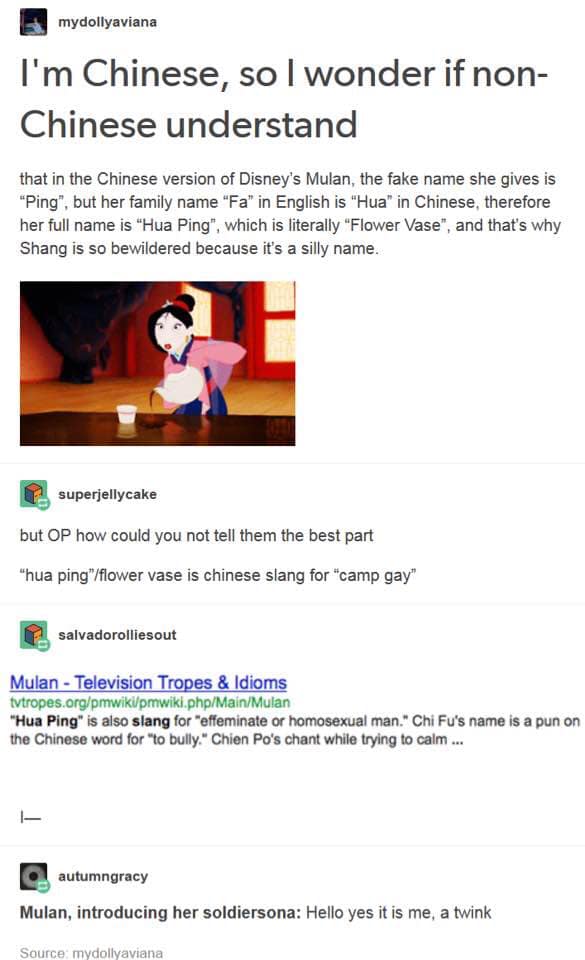 mydollyaviana
I'm Chinese, so I wonder if non-
Chinese understand
that in the Chinese version of Disney's Mulan, the fake name she gives is
"Ping", but her family name "Fa" in English is "Hua" in Chinese, therefore
her full name is "Hua Ping", which is literally "Flower Vase", and that's why
Shang is so bewildered because it's a silly name.
superjellycake
but OP how could you not tell them the best part
"hua ping"/flower vase is chinese slang for "camp gay"
salvadorolliesout
Mulan - Television Tropes & Idioms
tvtropes.org/pmwiki/pmwiki.php/Main/Mulan
"Hua Ping" is also slang for "effeminate or homosexual man." Chi Fu's name is a pun on
the Chinese word for "to bully." Chien Po's chant while trying to calm ...
I—
autumngracy
Mulan, introducing her soldiersona: Hello yes it is me, a twink
Source: mydollyaviana